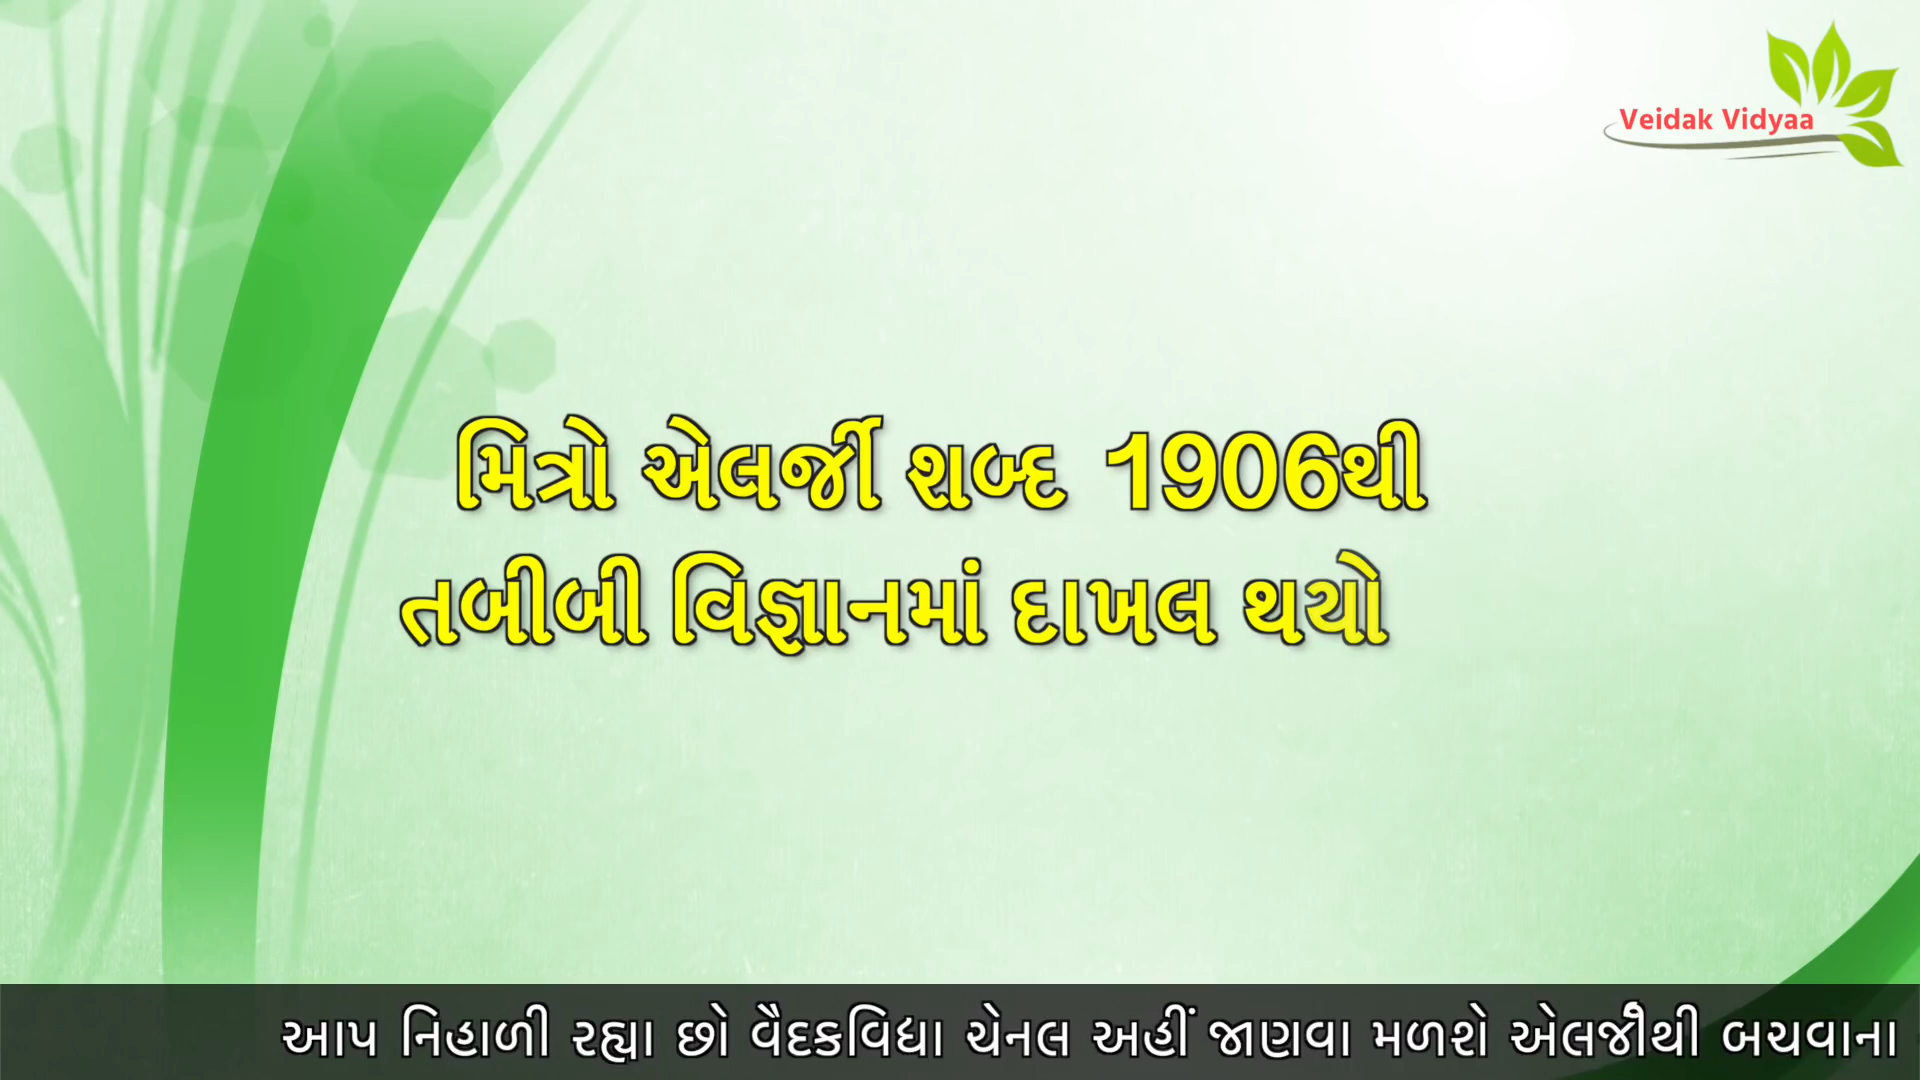 Veidak Vidyaa
મિત્રો એલર્જી શબ્દ 1906થી
તબીબી વિજ્ઞાનમાં દાખલ થયો
આપ નિહાળી રહ્યા છો વૈદકવિદ્યા ચેનલ અહીં જાણવા મળશે એલર્જીથી બચવાના